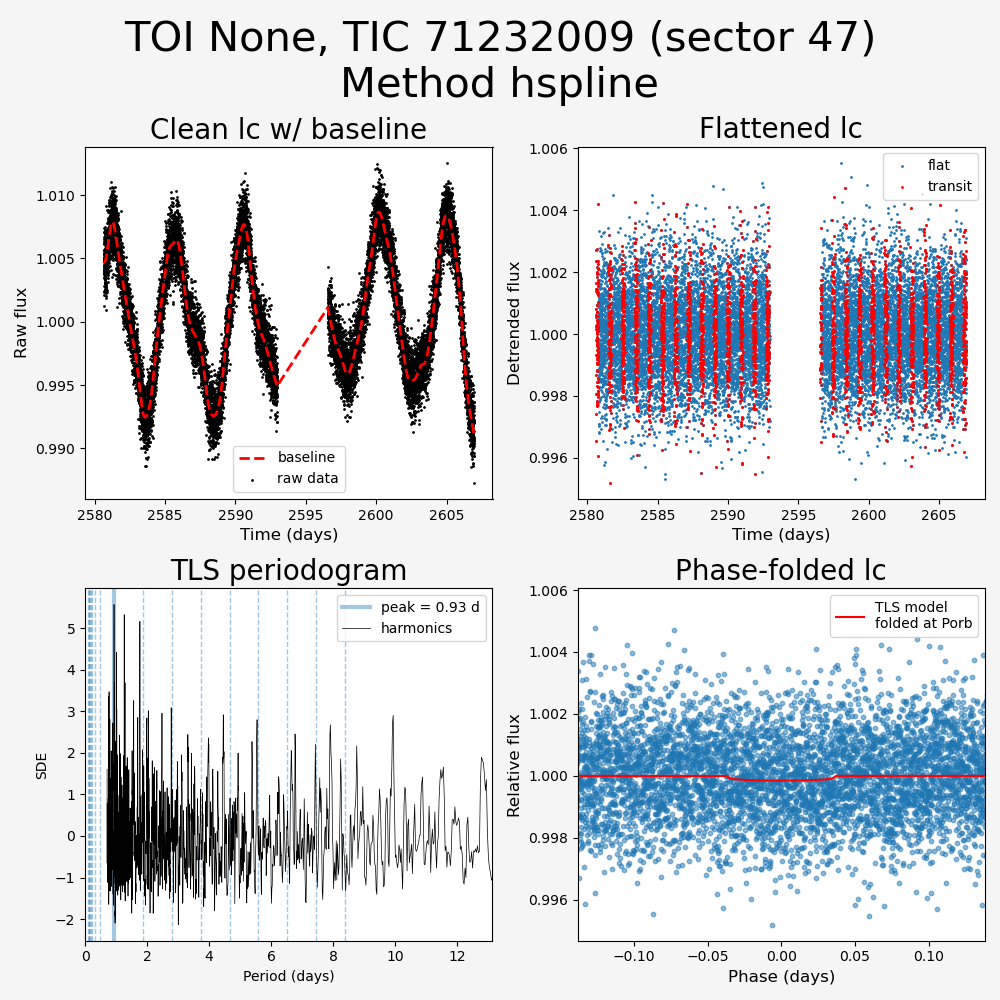 TOI None, TIC 71232009 (sector 47)
Method hspline
Clean lc w/ baseline
Raw flux
1.010
1.005
1.000
0.995
0.990
baseline
raw data
2580 2585 2590 2595 2600 2605
Time (days)
Flattened lc
Detrended flux
1.006
1.004
1.002
1.000
0.998
0.996
flat
transit
2580 2585 2590 2595 2600 2605
Time (days)
TLS periodogram
SDE
5
4
3
2
1
0
−1
−2
peak = 0.93 d
harmonics
0 2 4 6 8 10 12
Period (days)
Phase-folded lc
Relative flux
1.006
1.004
1.002
1.000
0.998
0.996
TLS model
folded at Porb
−0.10 −0.05 0.00 0.05 0.10
Phase (days)